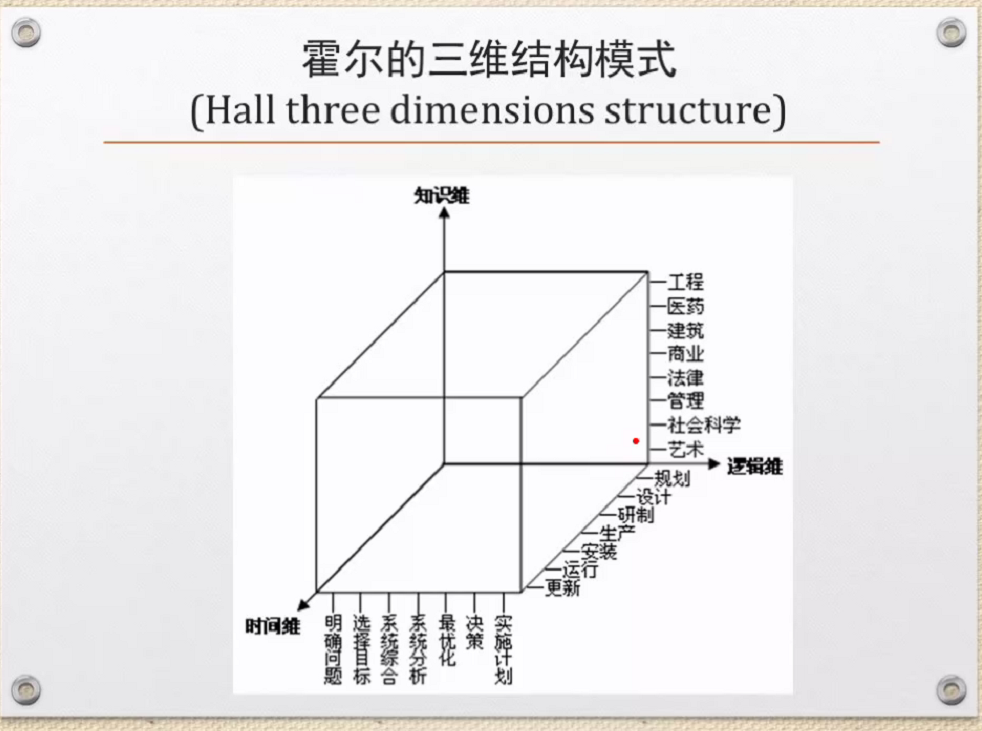 霍尔的三维结构模式
(Hall three dimensions structure)
知识维
工程
医药
建筑
商业
法律
管理
社会科学
艺术
逻辑维
规划
设计
研制
生产
安装
运行
更新
时间维
明确问题
选择目标
系统综合
系统分析
最优化
决策
实施计划